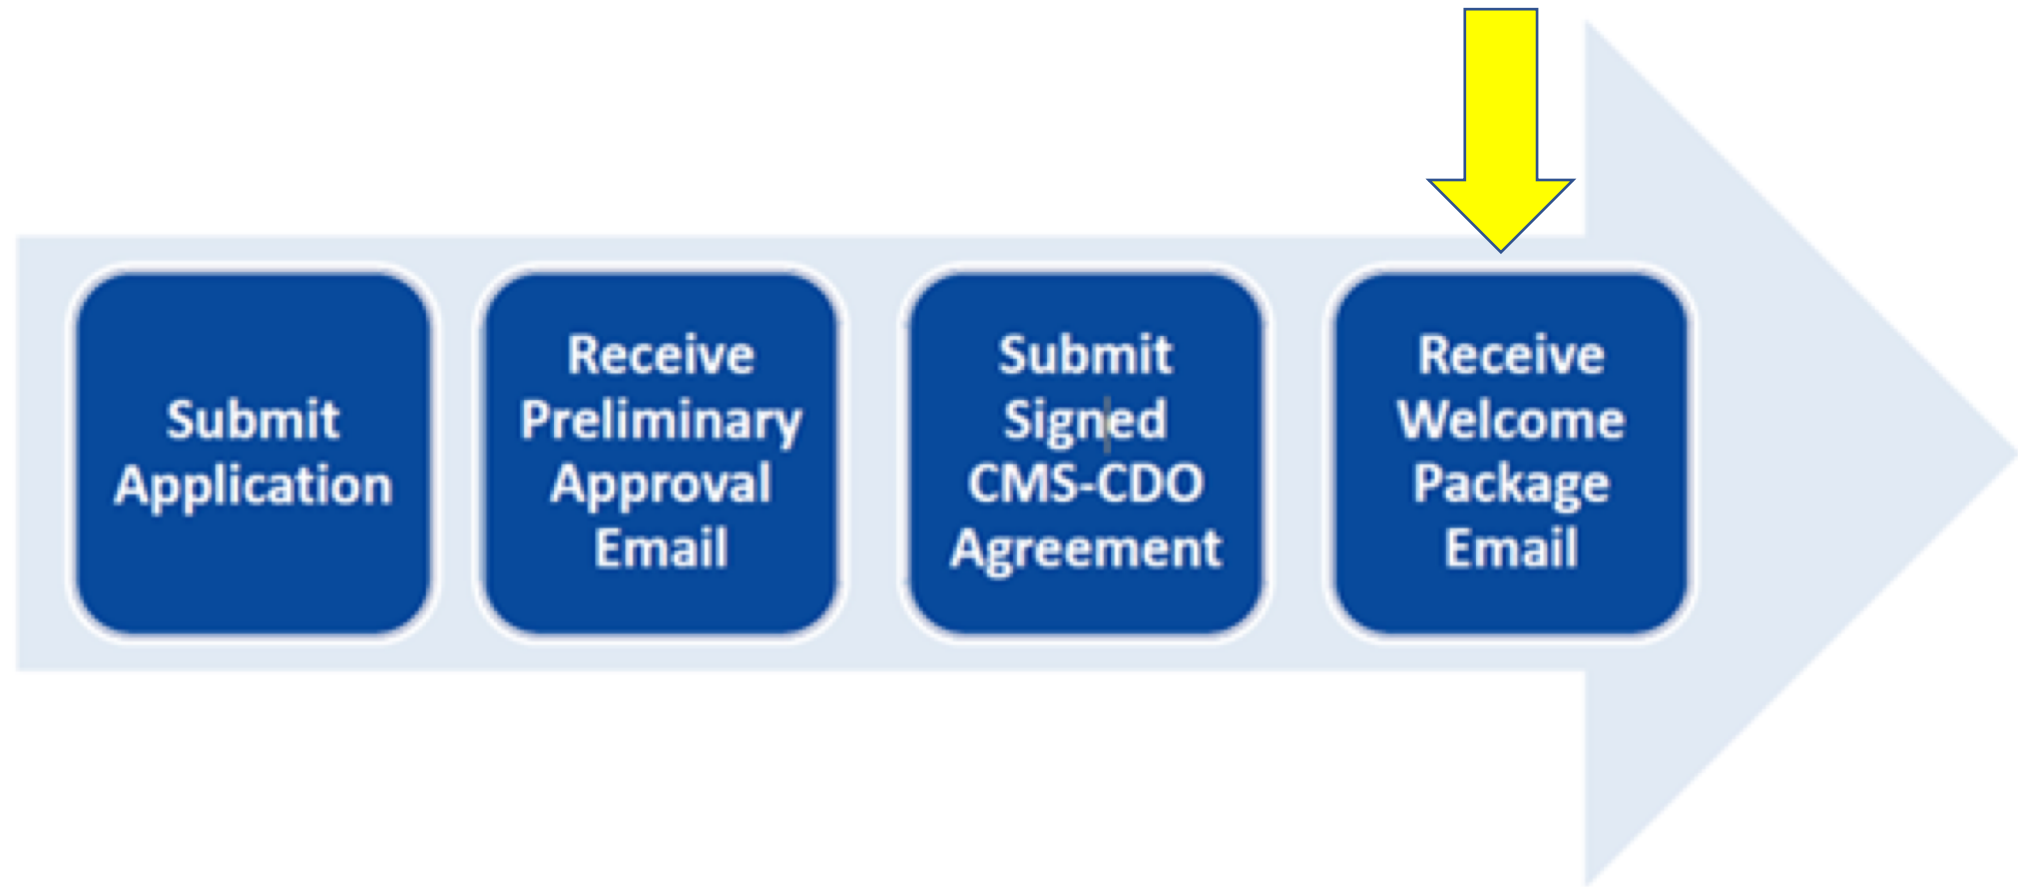 Submit
Application
Receive
Preliminary
Approval
Email
Submit
Signed
CMS-CDO
Agreement
Receive
Welcome
Package
Email